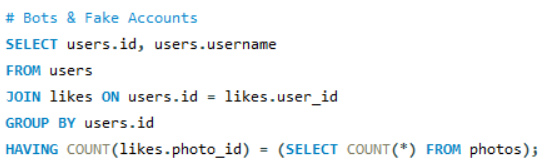 # Bots & Fake Accounts
SELECT users.id, users.username
FROM users
JOIN likes ON users.id = likes.user_id
GROUP BY users.id
HAVING COUNT(likes.photo_id) = (SELECT COUNT(*) FROM photos);